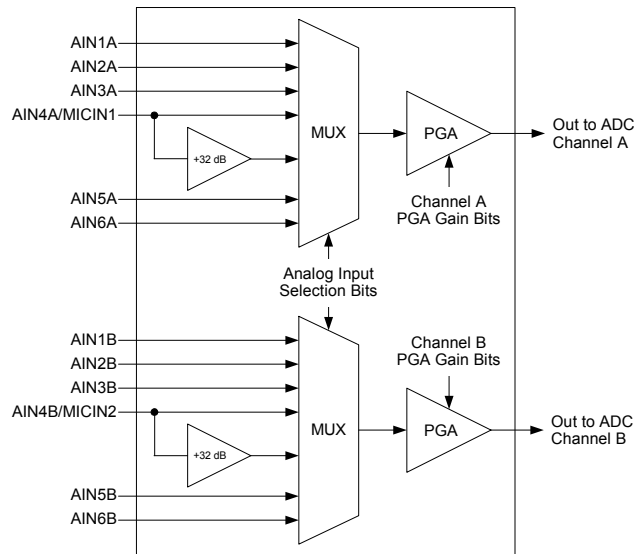 AIN1A
AIN2A
AIN3A
AIN4A/MICIN1
+32 dB
AIN5A
AIN6A
MUX
PGA
Out to ADC
Channel A
Channel A
PGA Gain Bits
Analog Input
Selection Bits
AIN1B
AIN2B
AIN3B
AIN4B/MICIN2
+32 dB
AIN5B
AIN6B
MUX
Channel B
PGA Gain Bits
PGA
Out to ADC
Channel B